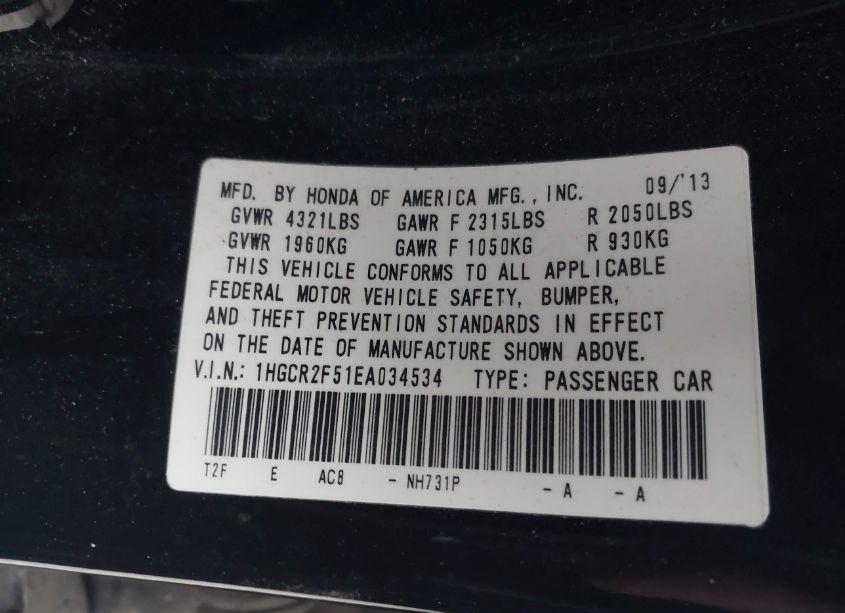 MFD. BY HONDA OF AMERICA MFG., INC. 09/'13
GVWR 4321LBS GAWR F 2315LBS R 2050LBS
GVWR 1960KG GAWR F 1050KG R 930KG
THIS VEHICLE CONFORMS TO ALL APPLICABLE
FEDERAL MOTOR VEHICLE SAFETY, BUMPER,
AND THEFT PREVENTION STANDARDS IN EFFECT
ON THE DATE OF MANUFACTURE SHOWN ABOVE.
V.I.N.: 1HGCR2F51EA034534 TYPE: PASSENGER CAR
T2F E AC8 - NH731P - A - A